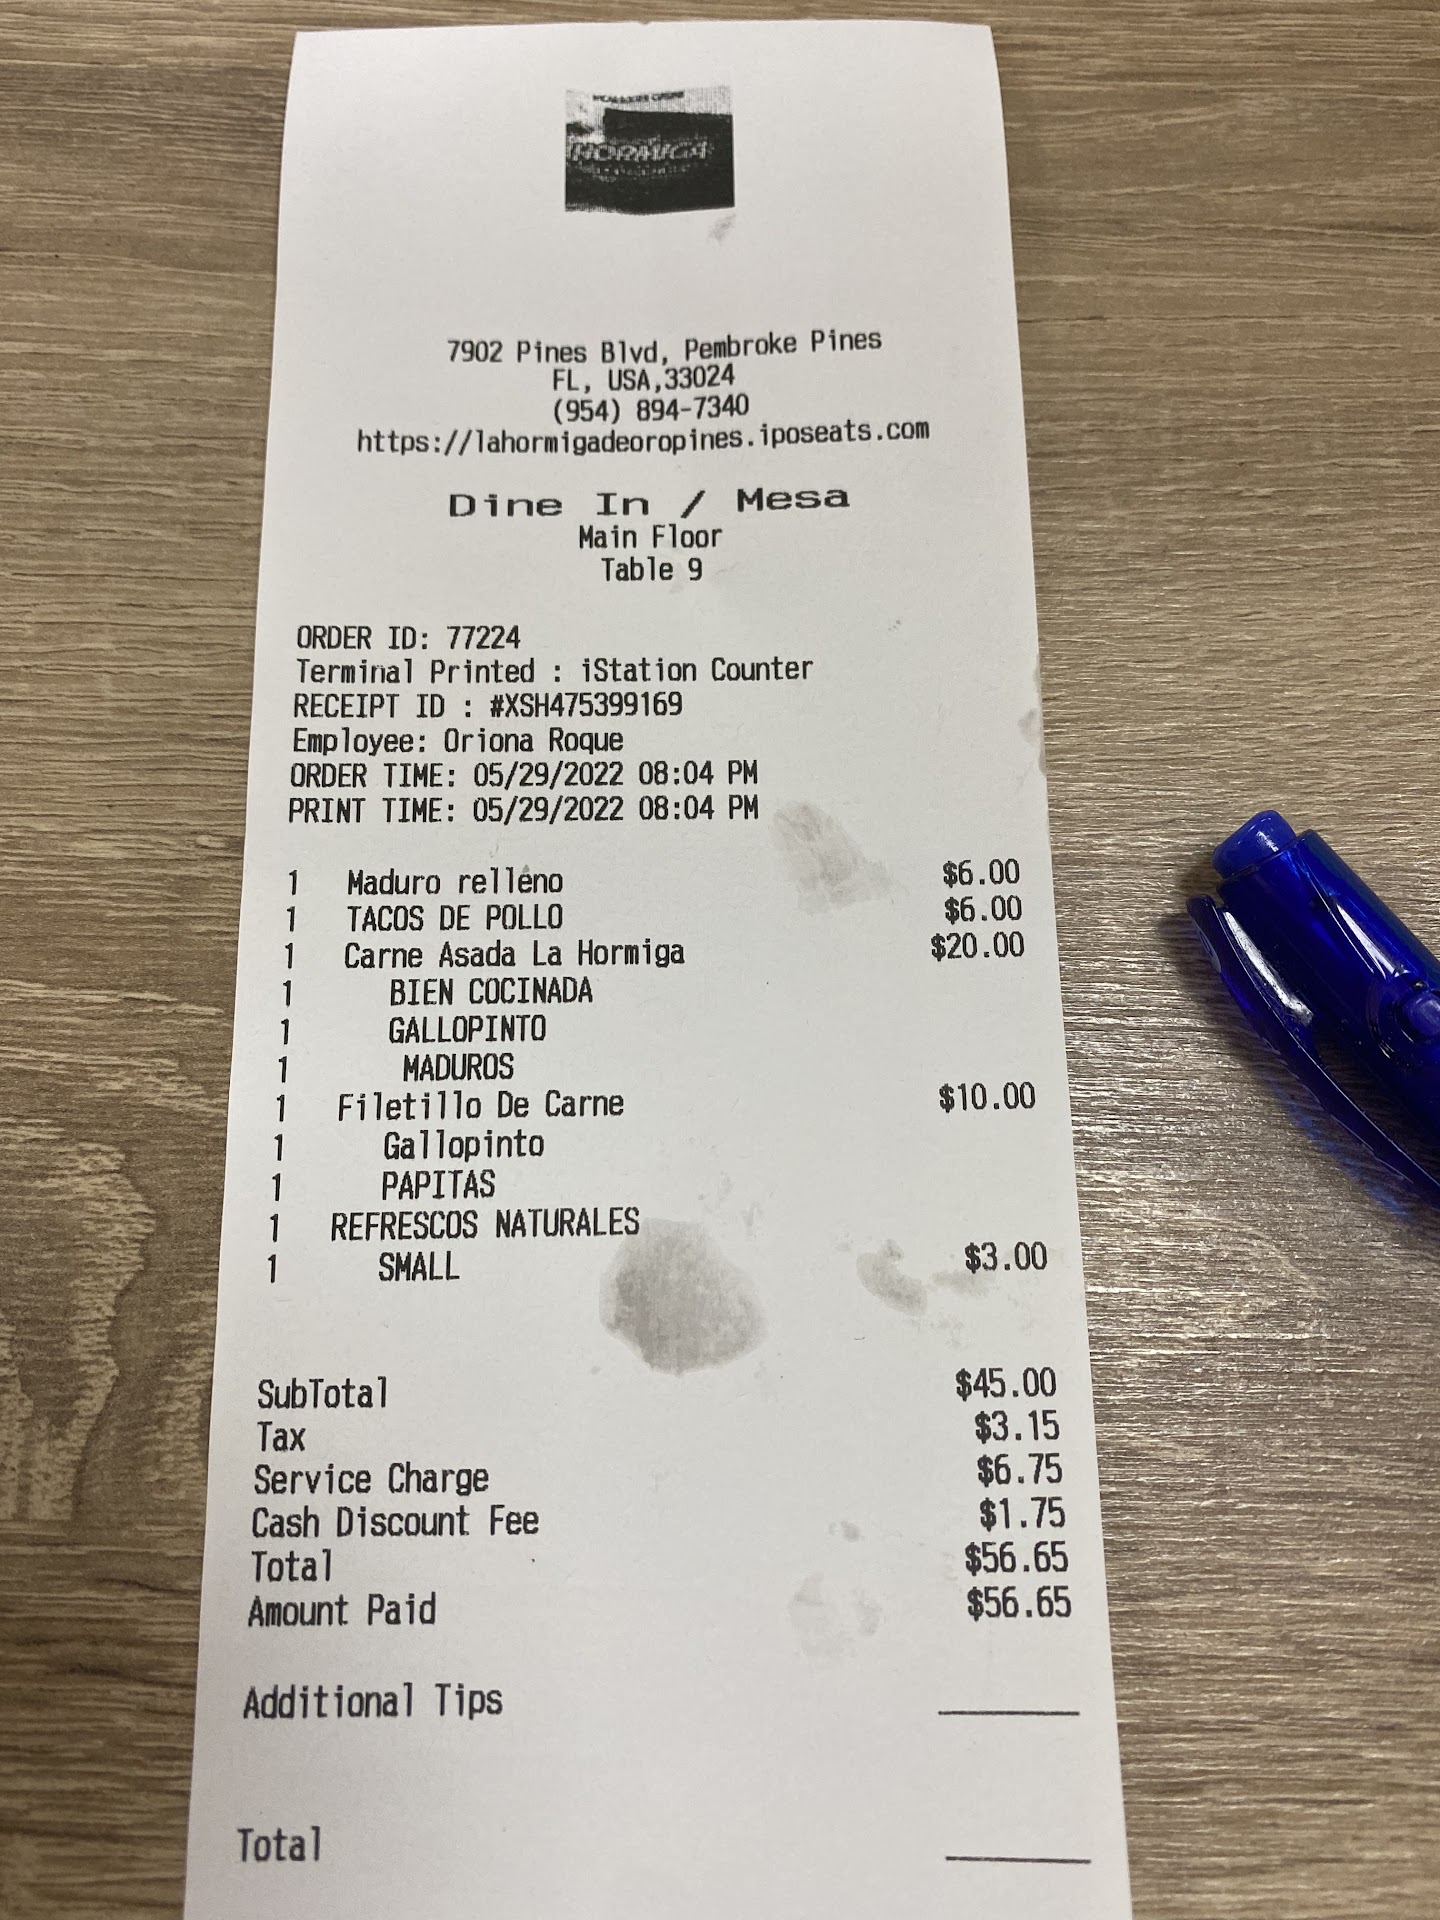 HORMIGA
7902 Pines Blvd, Pembroke Pines
FL, USA,33024
(954) 894-7340
https://lahormigadeoropines.iposeats.com
Dine In / Mesa
Main Floor
Table 9
ORDER ID: 77224
Terminal Printed : iStation Counter
RECEIPT ID : #XSH475399169
Employee: Oriona Roque
ORDER TIME: 05/29/2022 08:04 PM
PRINT TIME: 05/29/2022 08:04 PM
1 Maduro relleno $6.00
1 TACOS DE POLLO $6.00
1 Carne Asada La Hormiga $20.00
1 BIEN COCINADA
1 GALLOPINTO
1 MADUROS
1 Filetillo De Carne $10.00
1 Gallopinto
1 PAPITAS
1 REFRESCOS NATURALES
1 SMALL $3.00
SubTotal $45.00
Tax $3.15
Service Charge $6.75
Cash Discount Fee $1.75
Total $56.65
Amount Paid $56.65
Additional Tips
Total